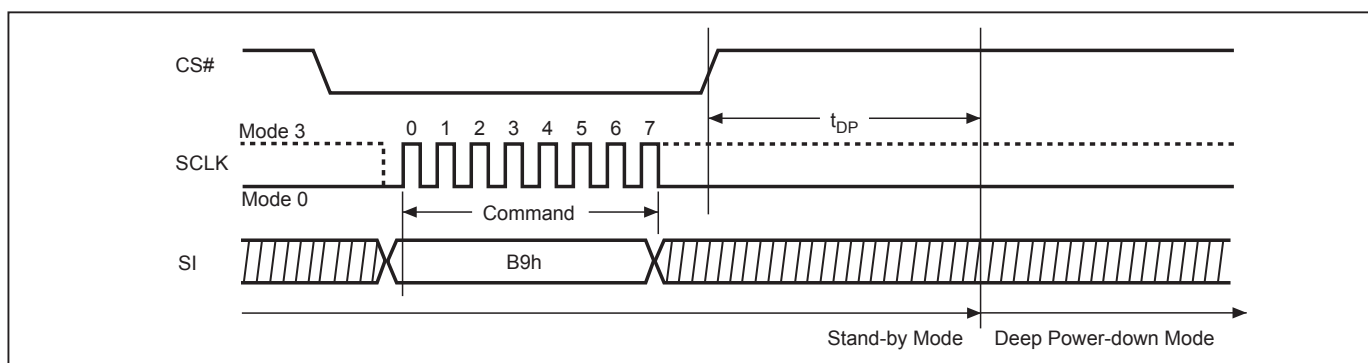 CS#
t_DP
Mode 3
0 1 2 3 4 5 6 7
SCLK
Mode 0
Command
SI
B9h
Stand-by Mode
Deep Power-down Mode